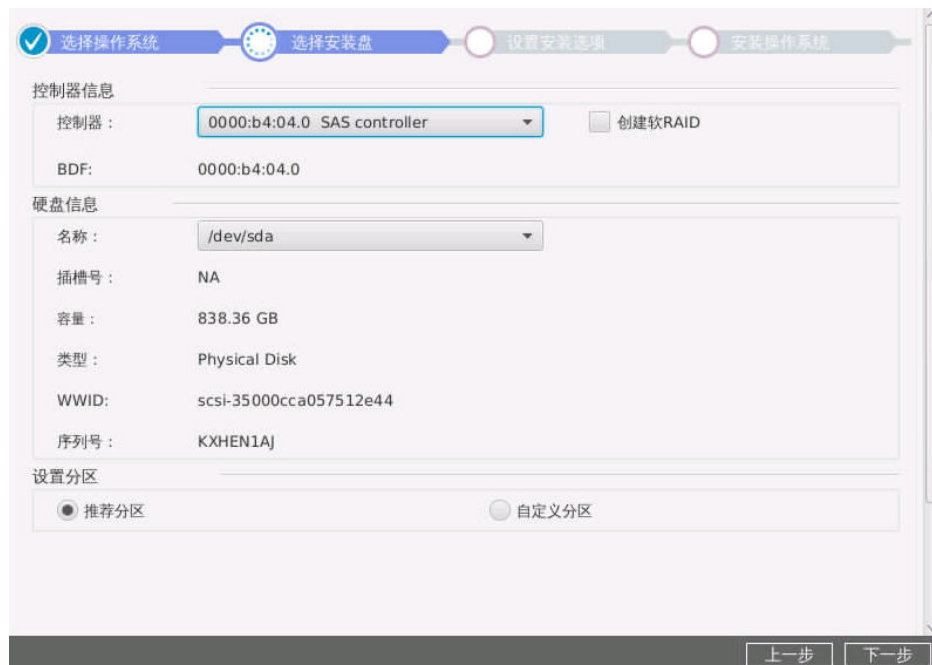 选择操作系统 选择安装盘 设置安装选项 安装操作系统
控制器信息
控制器： 0000:b4:04.0 SAS controller 创建软RAID
BDF: 0000:b4:04.0
硬盘信息
名称： /dev/sda
插槽号： NA
容量： 838.36 GB
类型： Physical Disk
WWID: scsi-35000cca057512e44
序列号： KXHEN1AJ
设置分区
推荐分区 自定义分区
上一步 下一步